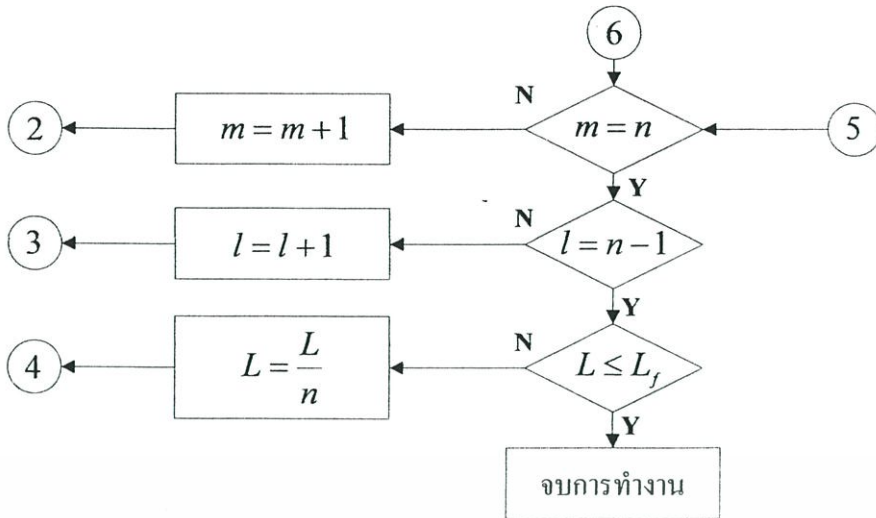 6
N
2
m = m + 1
m = n
5
Y
N
3
l = l + 1
l = n − 1
Y
N
4
L = L / n
L ≤ L_f
Y
จบการทำงาน